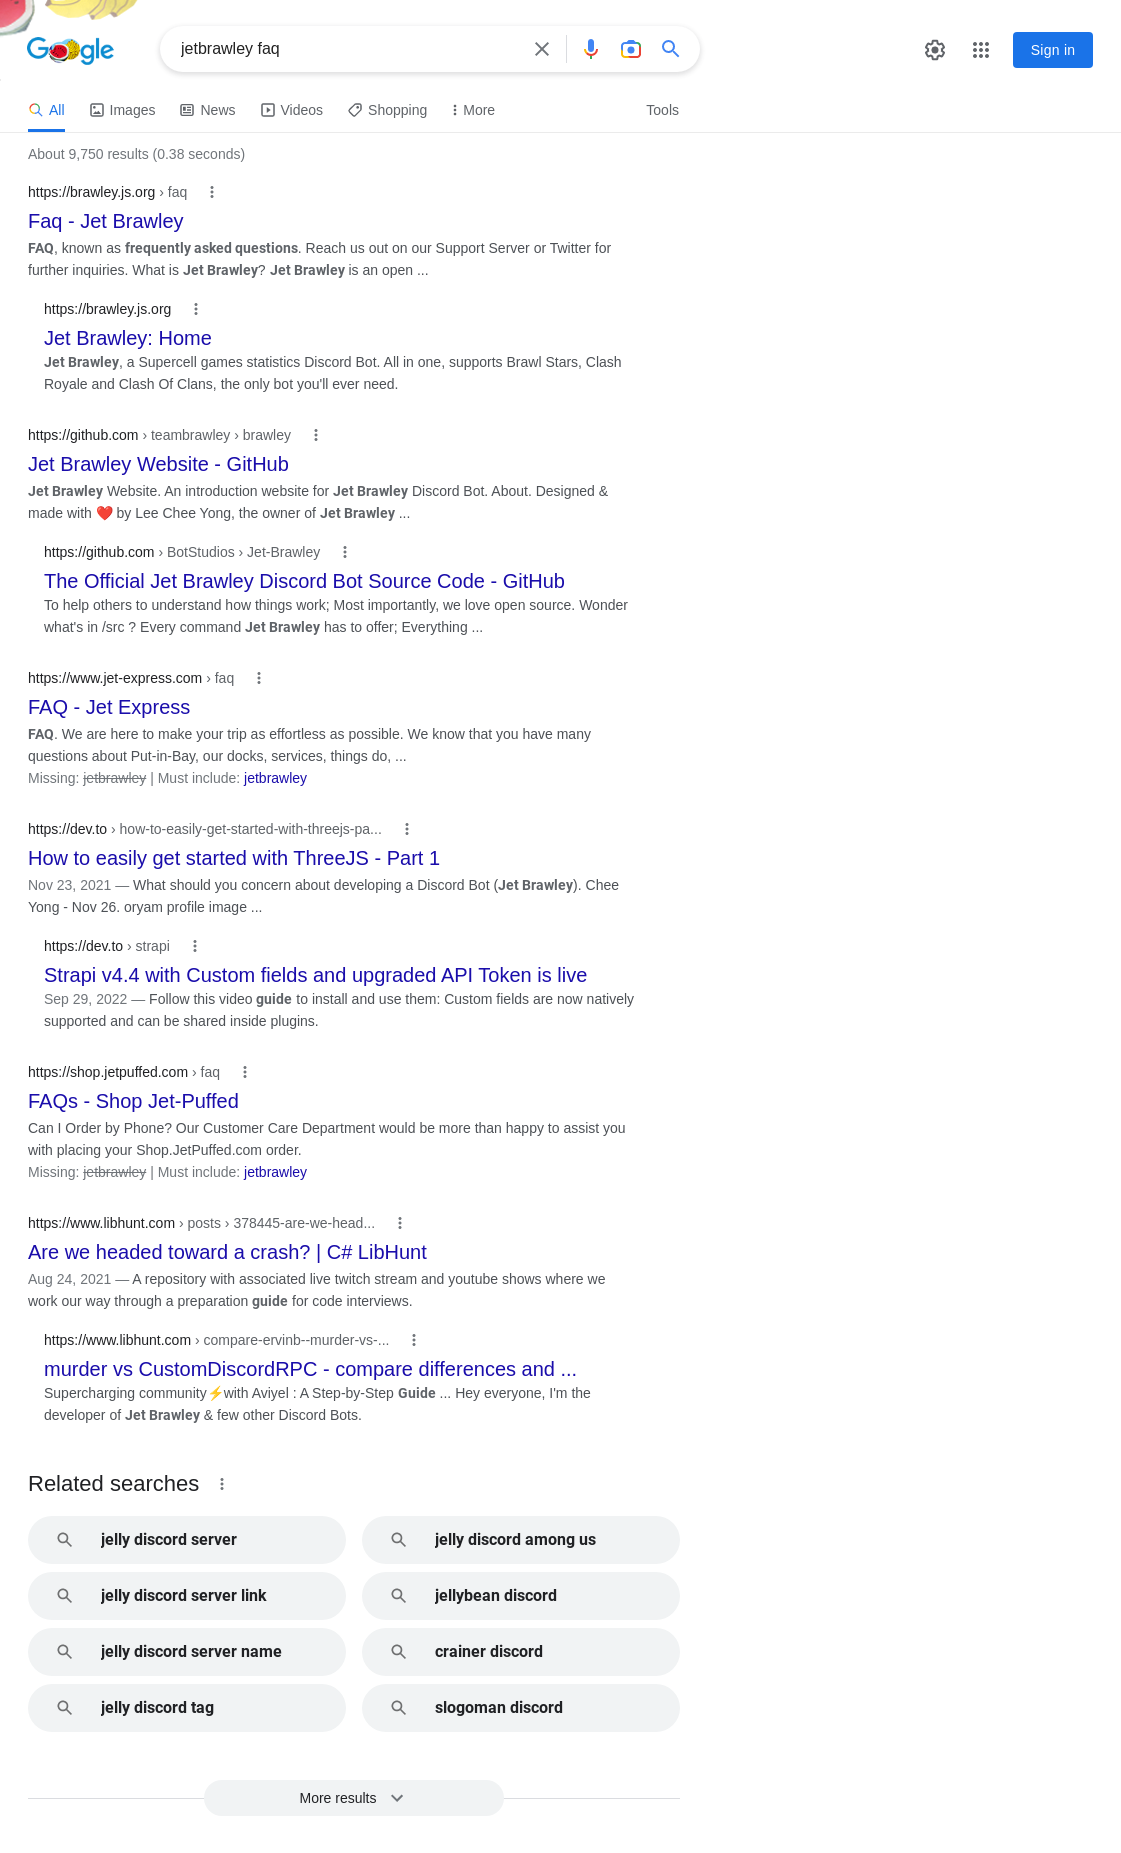 Google
jetbrawley faq
Sign in
All
Images
News
Videos
Shopping
More
Tools
About 9,750 results (0.38 seconds)
https://brawley.js.org › faq
Faq - Jet Brawley
FAQ, known as frequently asked questions. Reach us out on our Support Server or Twitter for
further inquiries. What is Jet Brawley? Jet Brawley is an open ...
https://brawley.js.org
Jet Brawley: Home
Jet Brawley, a Supercell games statistics Discord Bot. All in one, supports Brawl Stars, Clash
Royale and Clash Of Clans, the only bot you'll ever need.
https://github.com › teambrawley › brawley
Jet Brawley Website - GitHub
Jet Brawley Website. An introduction website for Jet Brawley Discord Bot. About. Designed &
made with ❤️ by Lee Chee Yong, the owner of Jet Brawley ...
https://github.com › BotStudios › Jet-Brawley
The Official Jet Brawley Discord Bot Source Code - GitHub
To help others to understand how things work; Most importantly, we love open source. Wonder
what's in /src ? Every command Jet Brawley has to offer; Everything ...
https://www.jet-express.com › faq
FAQ - Jet Express
FAQ. We are here to make your trip as effortless as possible. We know that you have many
questions about Put-in-Bay, our docks, services, things do, ...
Missing: jetbrawley | Must include: jetbrawley
https://dev.to › how-to-easily-get-started-with-threejs-pa...
How to easily get started with ThreeJS - Part 1
Nov 23, 2021 — What should you concern about developing a Discord Bot (Jet Brawley). Chee
Yong - Nov 26. oryam profile image ...
https://dev.to › strapi
Strapi v4.4 with Custom fields and upgraded API Token is live
Sep 29, 2022 — Follow this video guide to install and use them: Custom fields are now natively
supported and can be shared inside plugins.
https://shop.jetpuffed.com › faq
FAQs - Shop Jet-Puffed
Can I Order by Phone? Our Customer Care Department would be more than happy to assist you
with placing your Shop.JetPuffed.com order.
Missing: jetbrawley | Must include: jetbrawley
https://www.libhunt.com › posts › 378445-are-we-head...
Are we headed toward a crash? | C# LibHunt
Aug 24, 2021 — A repository with associated live twitch stream and youtube shows where we
work our way through a preparation guide for code interviews.
https://www.libhunt.com › compare-ervinb--murder-vs-...
murder vs CustomDiscordRPC - compare differences and ...
Supercharging community⚡with Aviyel : A Step-by-Step Guide ... Hey everyone, I'm the
developer of Jet Brawley & few other Discord Bots.
Related searches
jelly discord server
jelly discord among us
jelly discord server link
jellybean discord
jelly discord server name
crainer discord
jelly discord tag
slogoman discord
More results